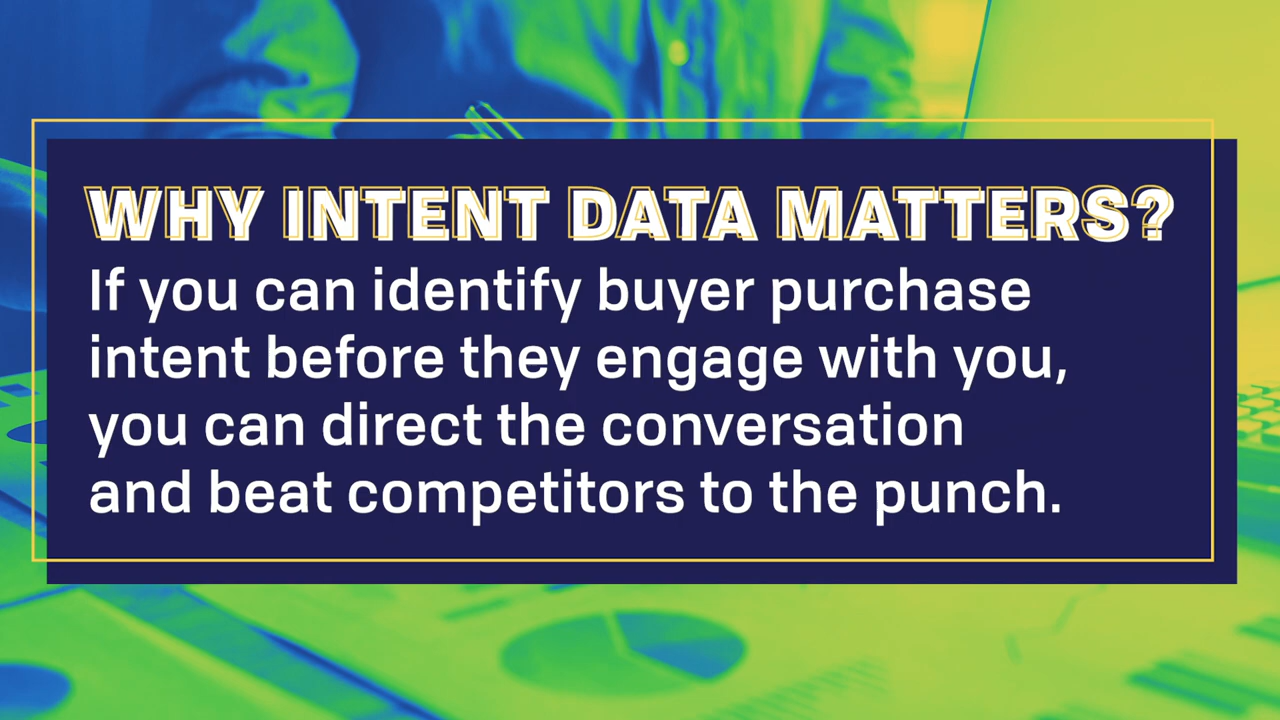 WHY INTENT DATA MATTERS?
If you can identify buyer purchase
intent before they engage with you,
you can direct the conversation
and beat competitors to the punch.